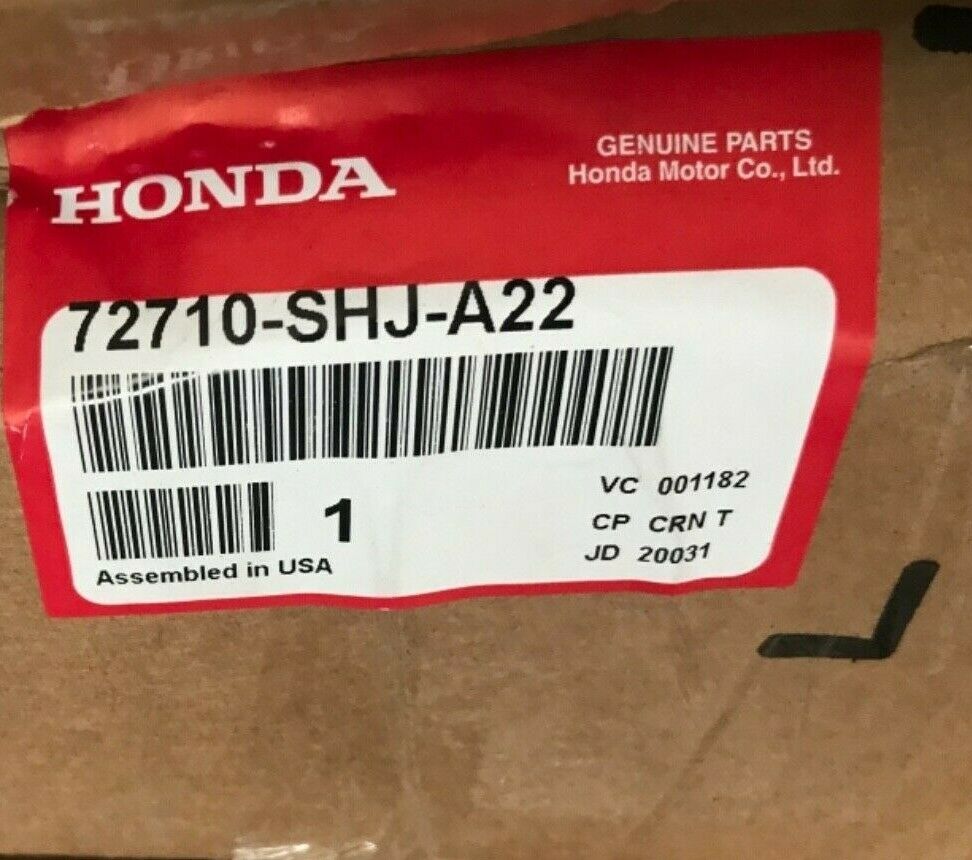 HONDA
GENUINE PARTS
Honda Motor Co., Ltd.
72710-SHJ-A22
1
Assembled in USA
VC 001182
CP CRN T
JD 20031